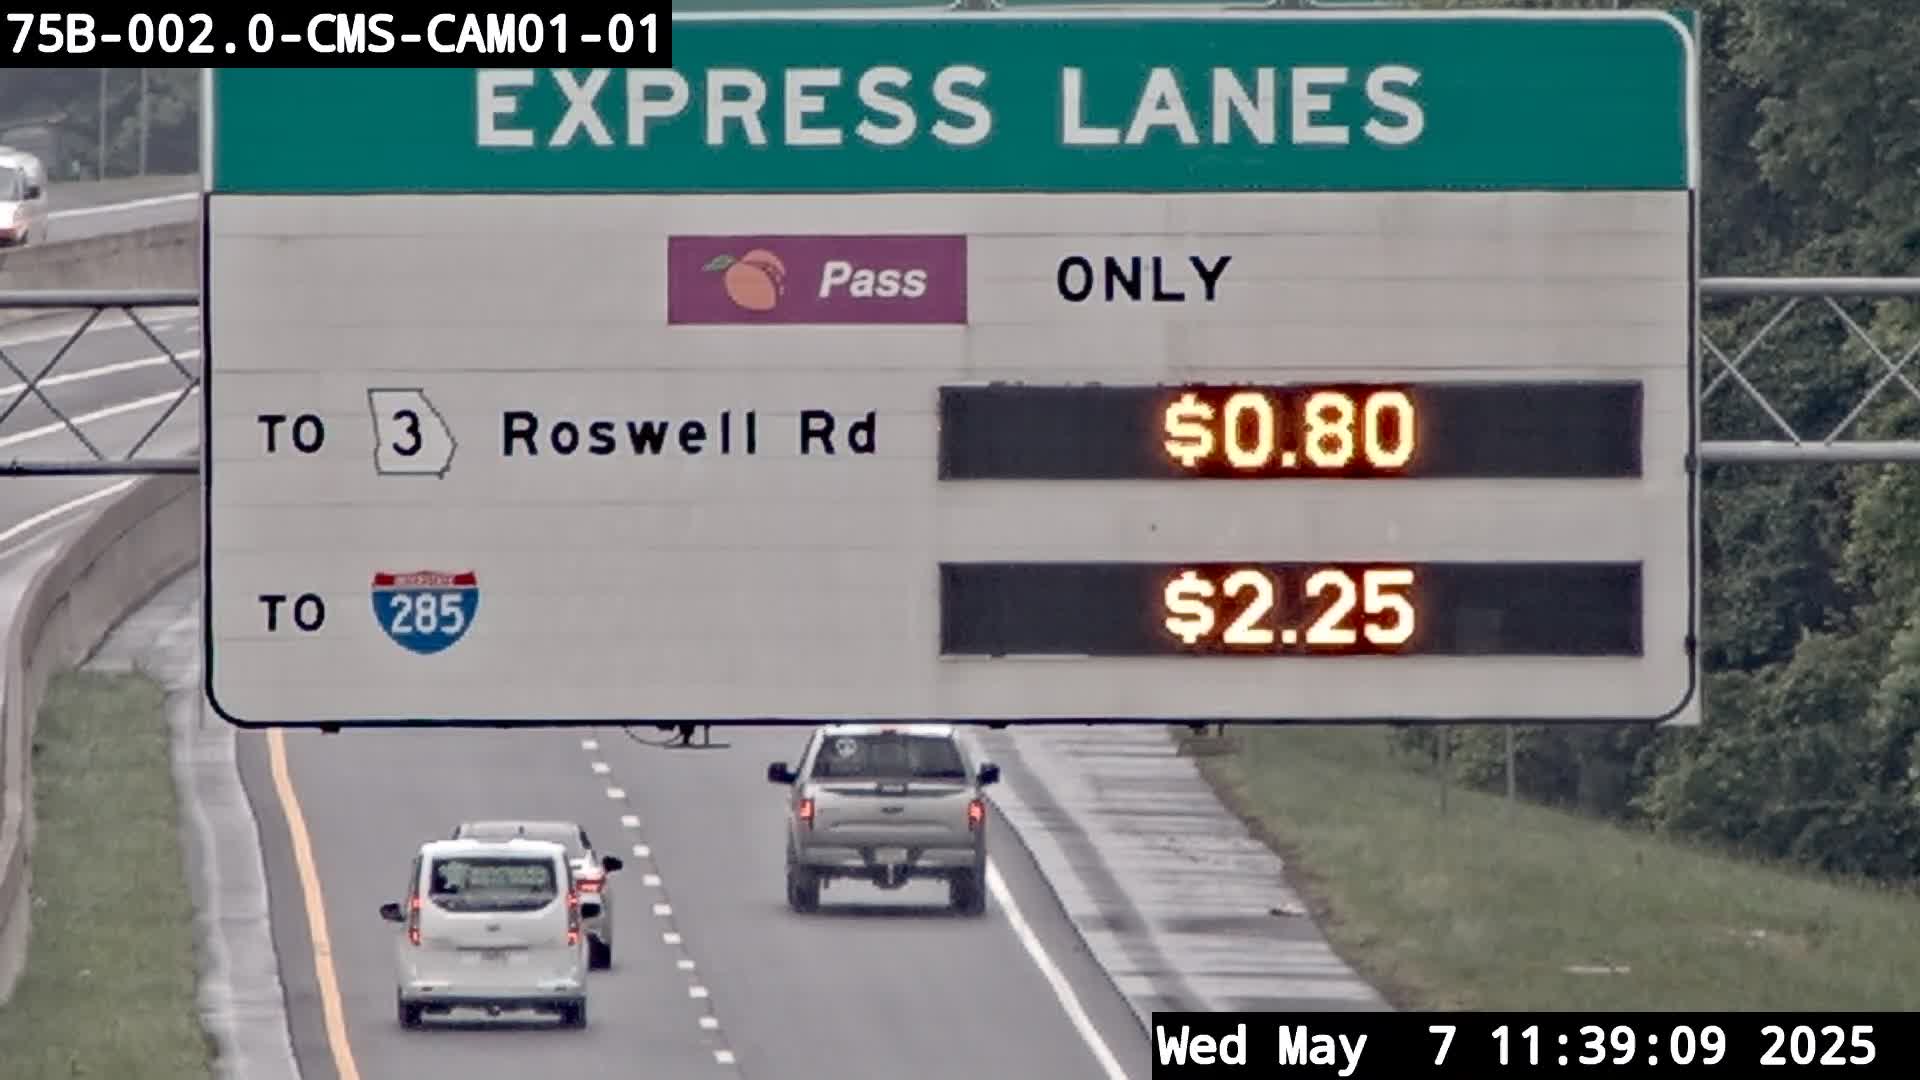 75B-002.0-CMS-CAM01-01
EXPRESS LANES
Pass ONLY
TO 3 Roswell Rd $0.80
INTERSTATE
TO 285 $2.25
Wed May 7 11:39:09 2025